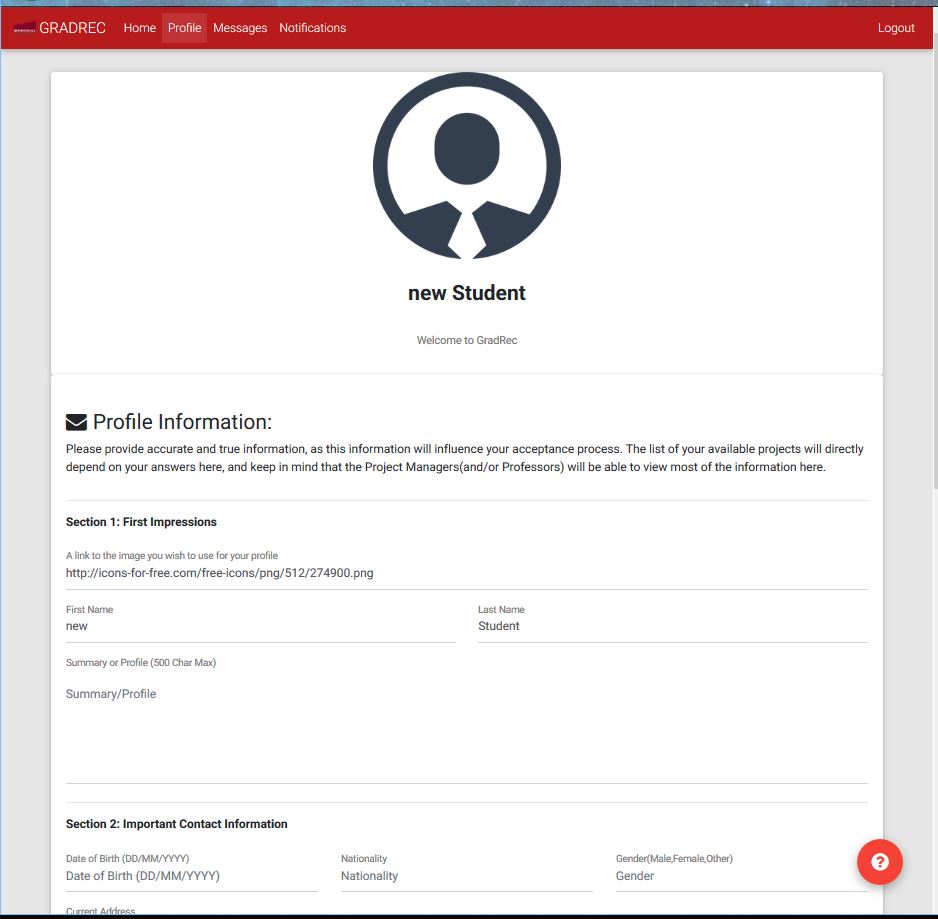 GRADREC Home Profile Messages Notifications Logout
new Student
Welcome to GradRec
Profile Information:
Please provide accurate and true information, as this information will influence your acceptance process. The list of your available projects will directly
depend on your answers here, and keep in mind that the Project Managers(and/or Professors) will be able to view most of the information here.
Section 1: First Impressions
A link to the image you wish to use for your profile
http://icons-for-free.com/free-icons/png/512/274900.png
First Name Last Name
new Student
Summary or Profile (500 Char Max)
Summary/Profile
Section 2: Important Contact Information
Date of Birth (DD/MM/YYYY) Nationality Gender(Male,Female,Other)
Date of Birth (DD/MM/YYYY) Nationality Gender
Current Address